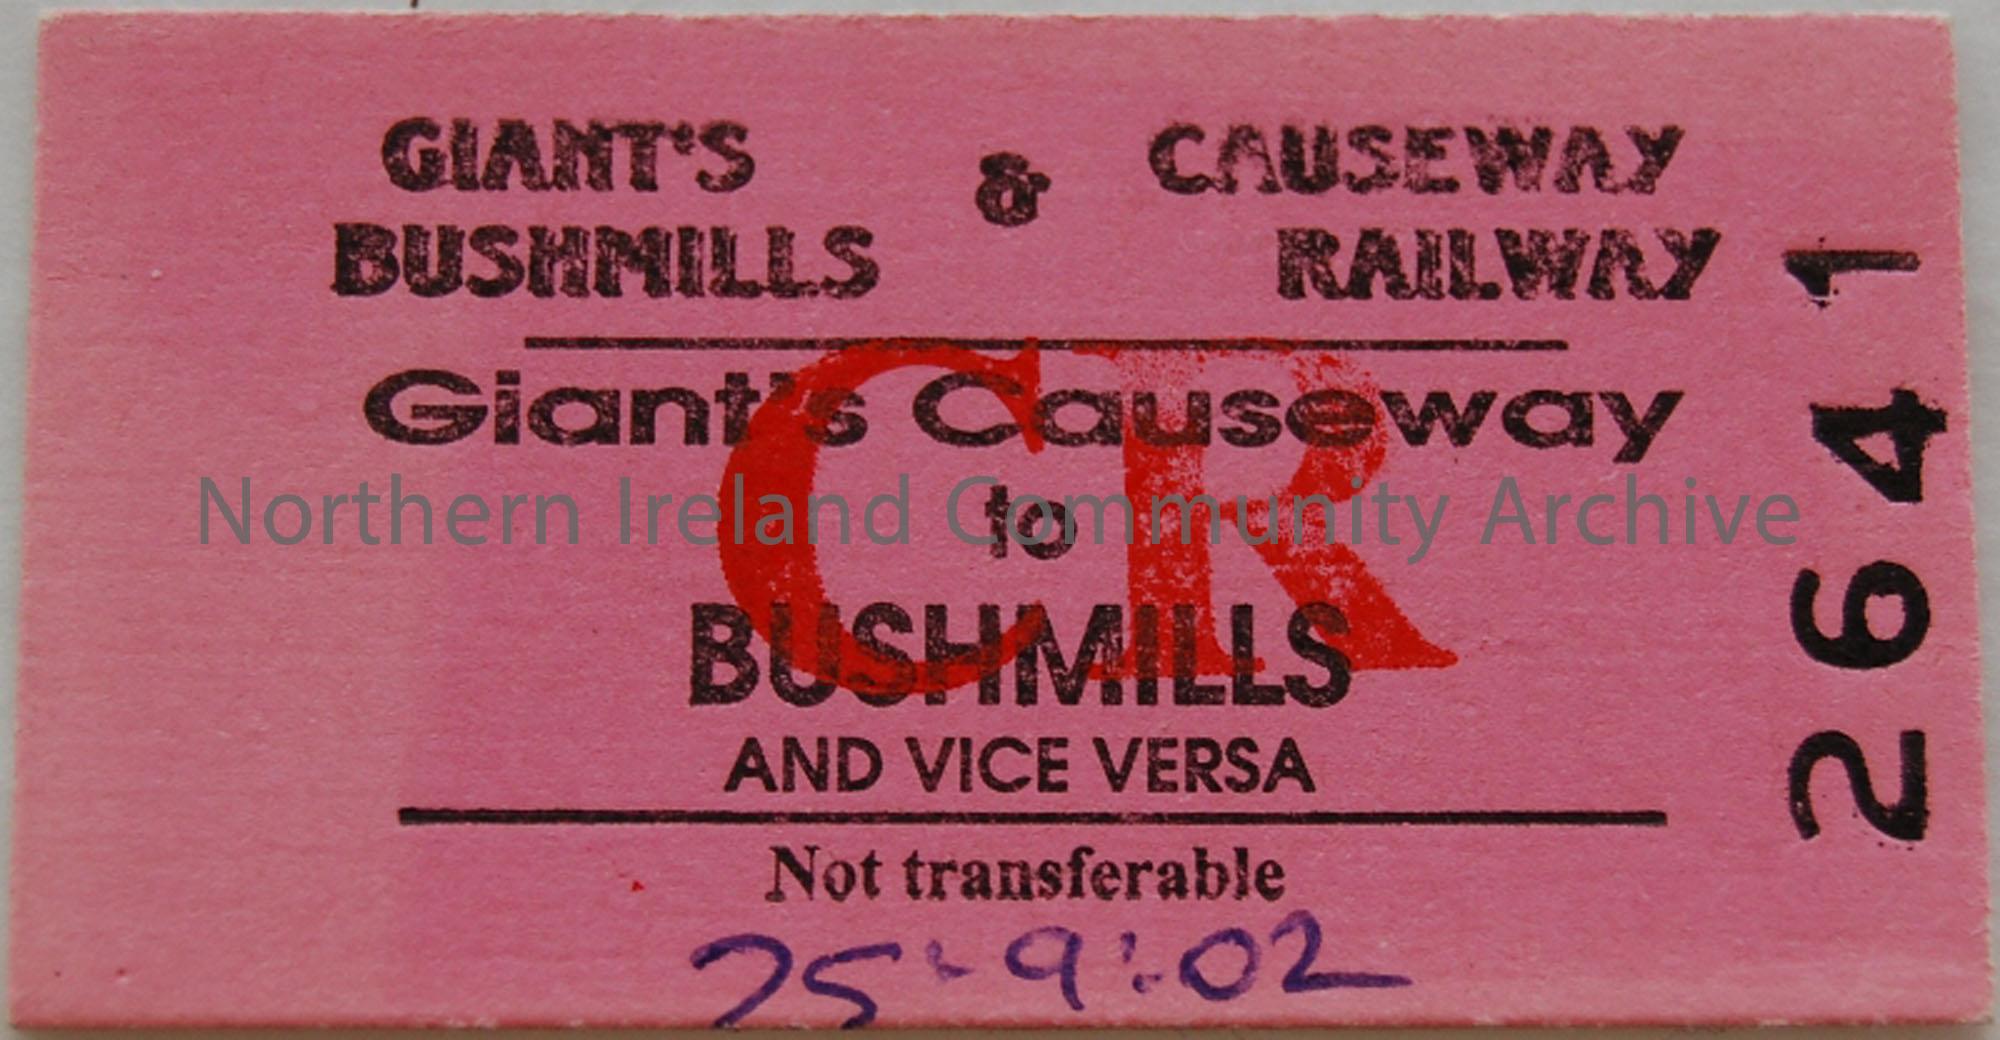 GIANT'S & CAUSEWAY
BUSHMILLS RAILWAY
Giant's Causeway
to
BUSHMILLS
AND VICE VERSA
Not transferable
25·9·02
CR
2641
Northern Ireland Community Archive